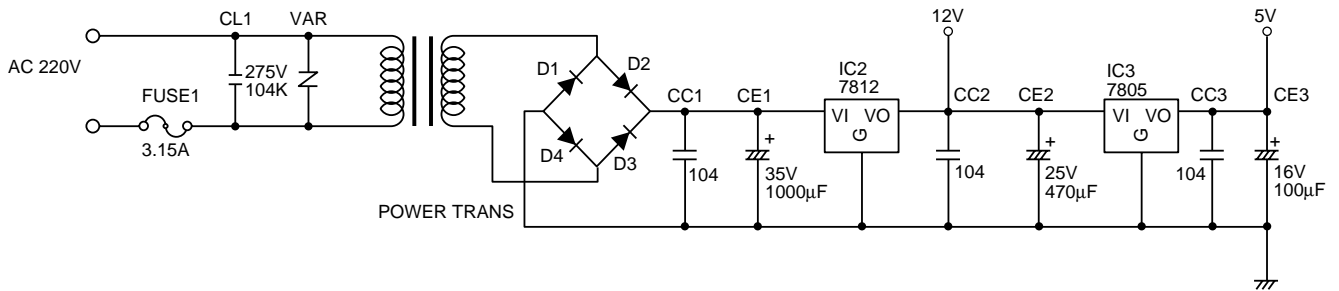 CL1 VAR
AC 220V
275V
104K
FUSE1
3.15A
POWER TRANS
D1
D2
D4
D3
CC1
104
CE1
+
35V
1000µF
IC2
7812
VI VO
G
12V
CC2
104
CE2
+
25V
470µF
IC3
7805
VI VO
G
CC3
104
5V
CE3
+
16V
100µF